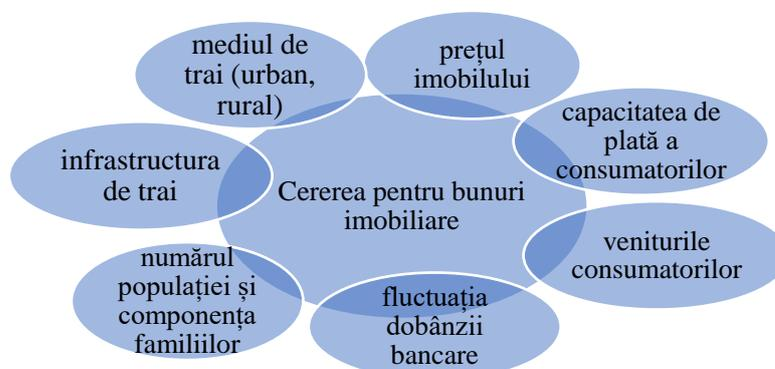 mediul de
trai (urban,
rural)
prețul
imobilului
capacitatea de
plată a
consumatorilor
infrastructura
de trai
Cererea pentru bunuri
imobiliare
veniturile
consumatorilor
numărul
populației și
componența
familiilor
fluctuația
dobânzii
bancare